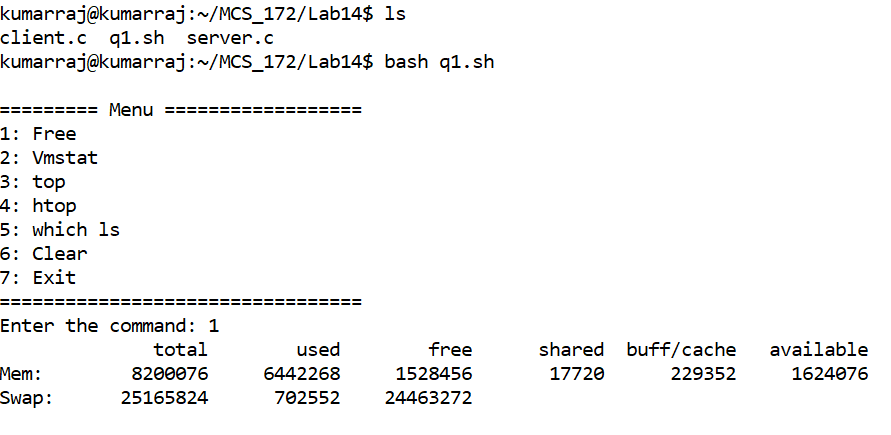 kumarraj@kumarraj:~/MCS_172/Lab14$ ls
client.c  q1.sh  server.c
kumarraj@kumarraj:~/MCS_172/Lab14$ bash q1.sh
========= Menu ==================
1: Free
2: Vmstat
3: top
4: htop
5: which ls
6: Clear
7: Exit
=================================
Enter the command: 1
              total        used        free      shared  buff/cache   available
Mem:        8200076     6442268     1528456       17720      229352     1624076
Swap:      25165824      702552    24463272